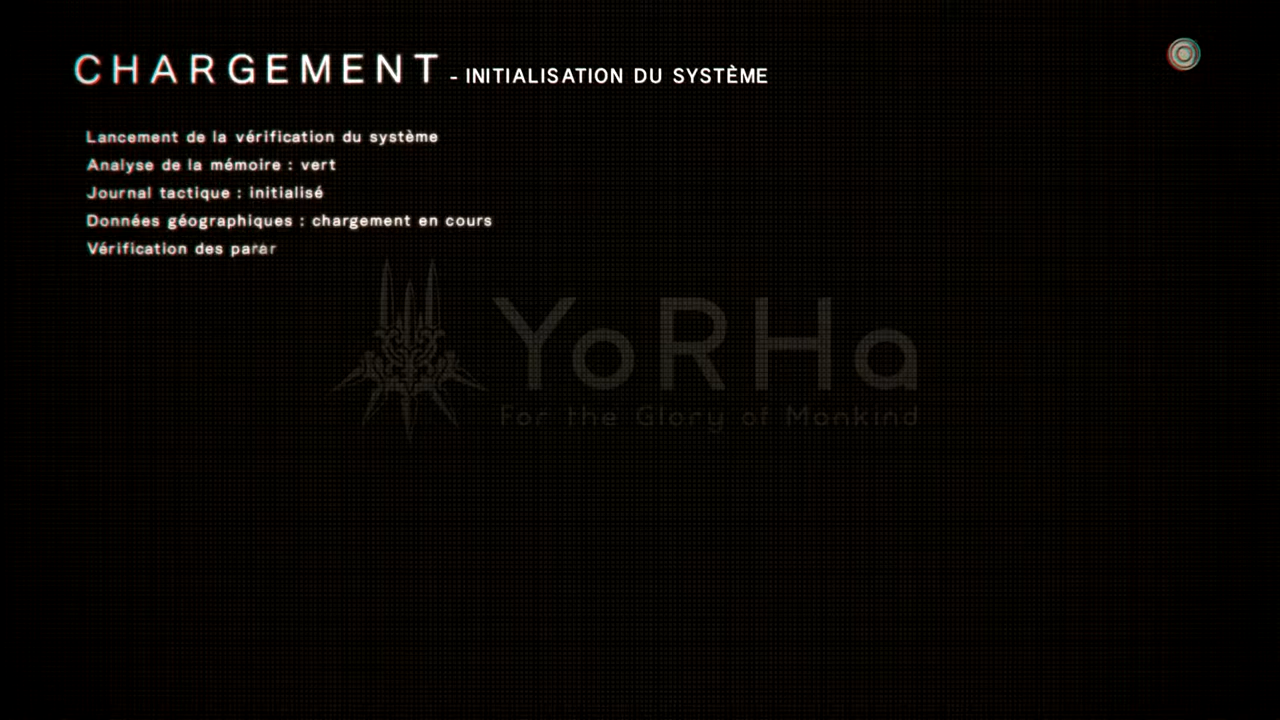 CHARGEMENT - INITIALISATION DU SYSTÈME
Lancement de la vérification du système
Analyse de la mémoire : vert
Journal tactique : initialisé
Données géographiques : chargement en cours
Vérification des parar
YoRHa
For the Glory of Mankind